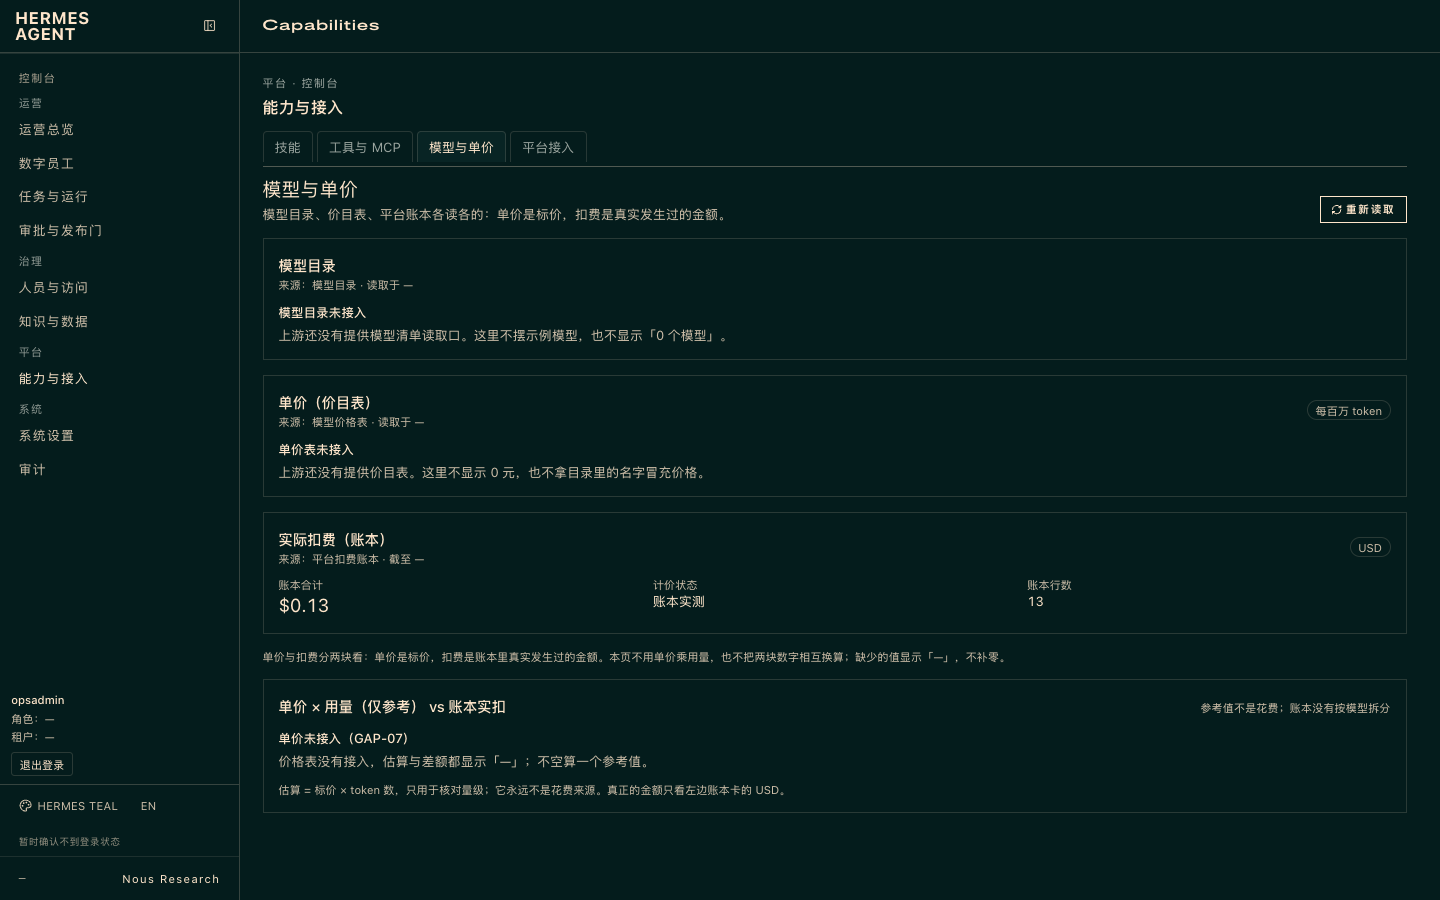 HERMES
AGENT
Capabilities
控制台
运营
运营总览
数字员工
任务与运行
审批与发布门
治理
人员与访问
知识与数据
平台
能力与接入
系统
系统设置
审计
opsadmin
角色：—
租户：—
退出登录
HERMES TEAL EN
暂时确认不到登录状态
— Nous Research
平台 · 控制台
能力与接入
技能 工具与 MCP 模型与单价 平台接入
模型与单价
模型目录、价目表、平台账本各读各的：单价是标价，扣费是真实发生过的金额。
重新读取
模型目录
来源：模型目录 · 读取于 —
模型目录未接入
上游还没有提供模型清单读取口。这里不摆示例模型，也不显示「0 个模型」。
单价（价目表）
来源：模型价格表 · 读取于 —
每百万 token
单价表未接入
上游还没有提供价目表。这里不显示 0 元，也不拿目录里的名字冒充价格。
实际扣费（账本）
来源：平台扣费账本 · 截至 —
USD
账本合计 计价状态 账本行数
$0.13 账本实测 13
单价与扣费分两块看：单价是标价，扣费是账本里真实发生过的金额。本页不用单价乘用量，也不把两块数字相互换算；缺少的值显示「—」，不补零。
单价 × 用量（仅参考） vs 账本实扣
参考值不是花费；账本没有按模型拆分
单价未接入（GAP-07）
价格表没有接入，估算与差额都显示「—」；不空算一个参考值。
估算 = 标价 × token 数，只用于核对量级；它永远不是花费来源。真正的金额只看左边账本卡的 USD。